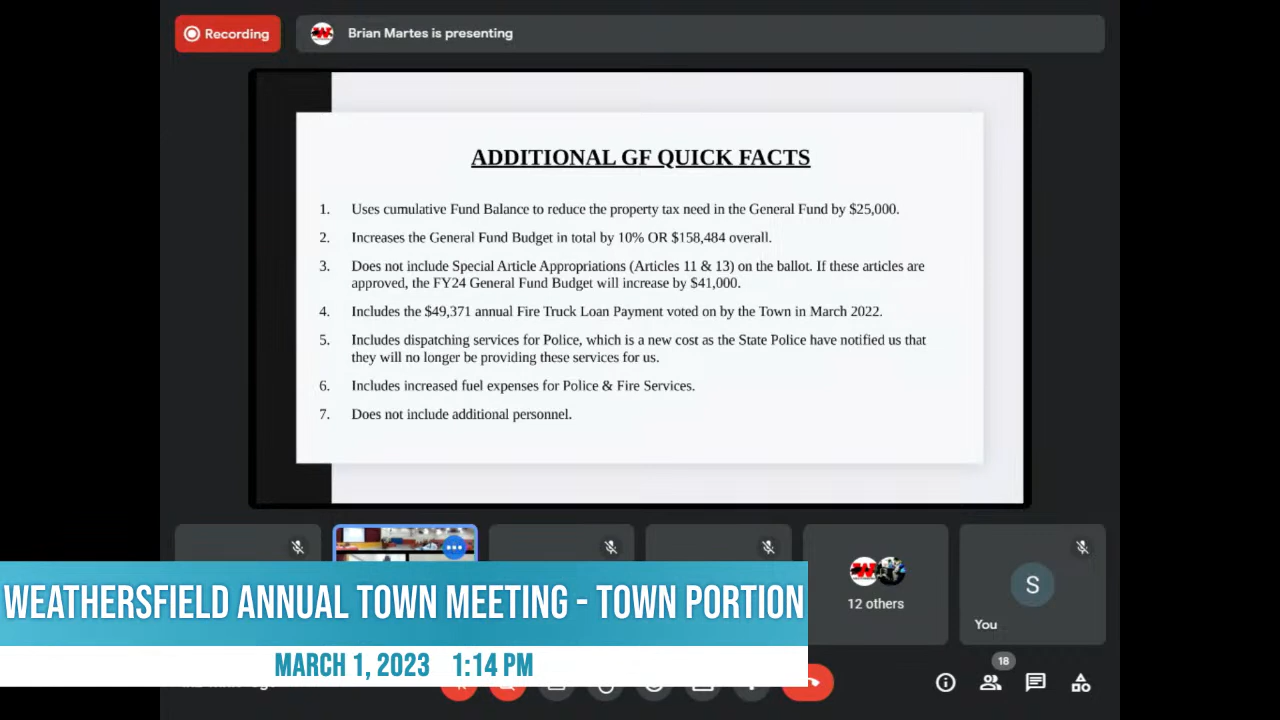 Recording
Brian Martes is presenting
ADDITIONAL GF QUICK FACTS
1. Uses cumulative Fund Balance to reduce the property tax need in the General Fund by $25,000.
2. Increases the General Fund Budget in total by 10% OR $158,484 overall.
3. Does not include Special Article Appropriations (Articles 11 & 13) on the ballot. If these articles are
approved, the FY24 General Fund Budget will increase by $41,000.
4. Includes the $49,371 annual Fire Truck Loan Payment voted on by the Town in March 2022.
5. Includes dispatching services for Police, which is a new cost as the State Police have notified us that
they will no longer be providing these services for us.
6. Includes increased fuel expenses for Police & Fire Services.
7. Does not include additional personnel.
12 others
S
You
WEATHERSFIELD ANNUAL TOWN MEETING - TOWN PORTION
MARCH 1, 2023 1:14 PM
18